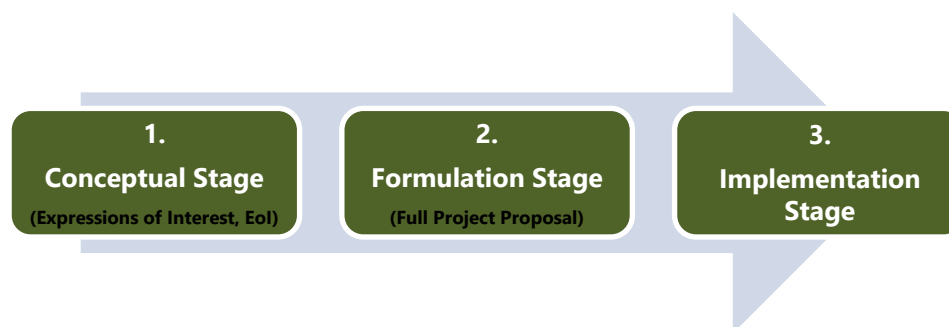 1.
Conceptual Stage
(Expressions of Interest, EoI)
2.
Formulation Stage
(Full Project Proposal)
3.
Implementation
Stage